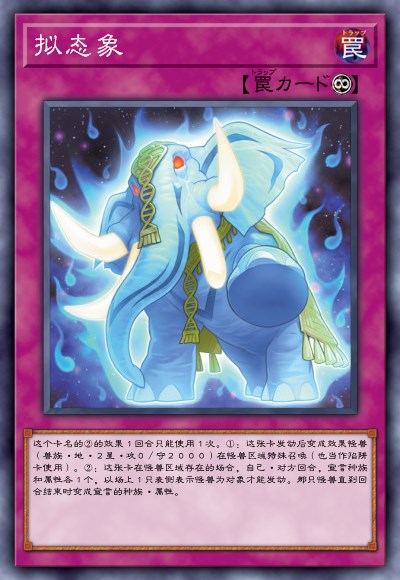 拟态象
トラップ
罠
トラップ
【罠カード】
这个卡名的②的效果1回合只能使用1次。①：这张卡发动后变成效果怪兽
（兽族·地·2星·攻0／守2000）在怪兽区域特殊召唤（也当作陷阱
卡使用）。②：这张卡在怪兽区域存在的场合，自己·对方回合，宣言种族
和属性各1个，以场上1只表侧表示怪兽为对象才能发动。那只怪兽直到回
合结束时变成宣言的种族·属性。